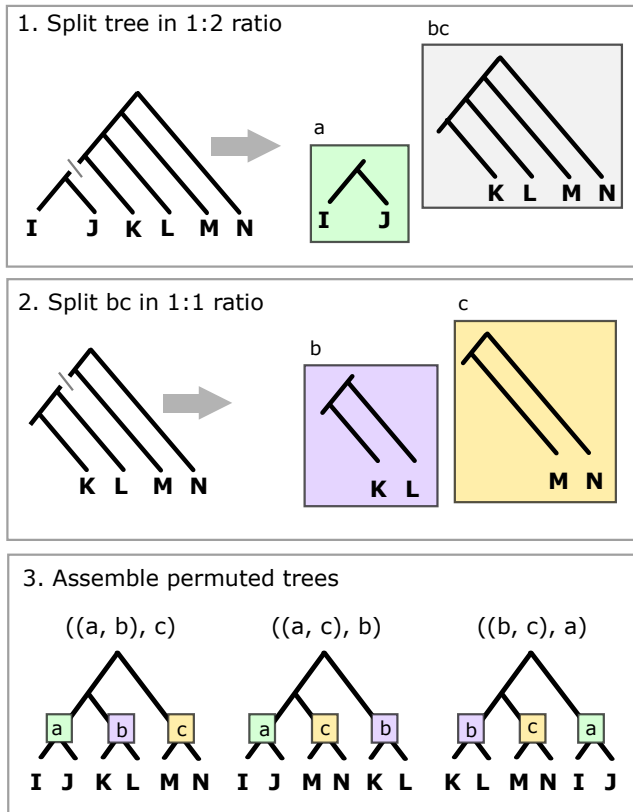 1. Split tree in 1:2 ratio
bc
a
I J K L M N
I J
K L M N
2. Split bc in 1:1 ratio
c
b
K L M N
K L
M N
3. Assemble permuted trees
((a, b), c) ((a, c), b) ((b, c), a)
a b c a c b b c a
I J K L M N I J M N K L K L M N I J